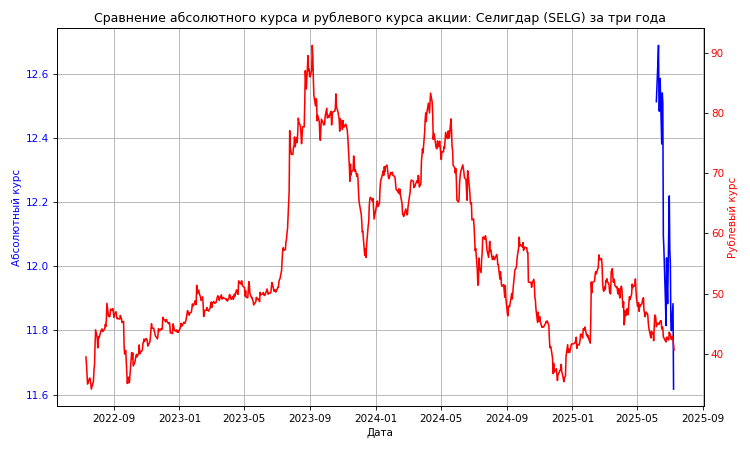 Сравнение абсолютного курса и рублевого курса акции: Селигдар (SELG) за три года
Абсолютный курс
12.6
12.4
12.2
12.0
11.8
11.6
90
80
70
60
50
40
Рублевый курс
2022-09 2023-01 2023-05 2023-09 2024-01 2024-05 2024-09 2025-01 2025-05 2025-09
Дата